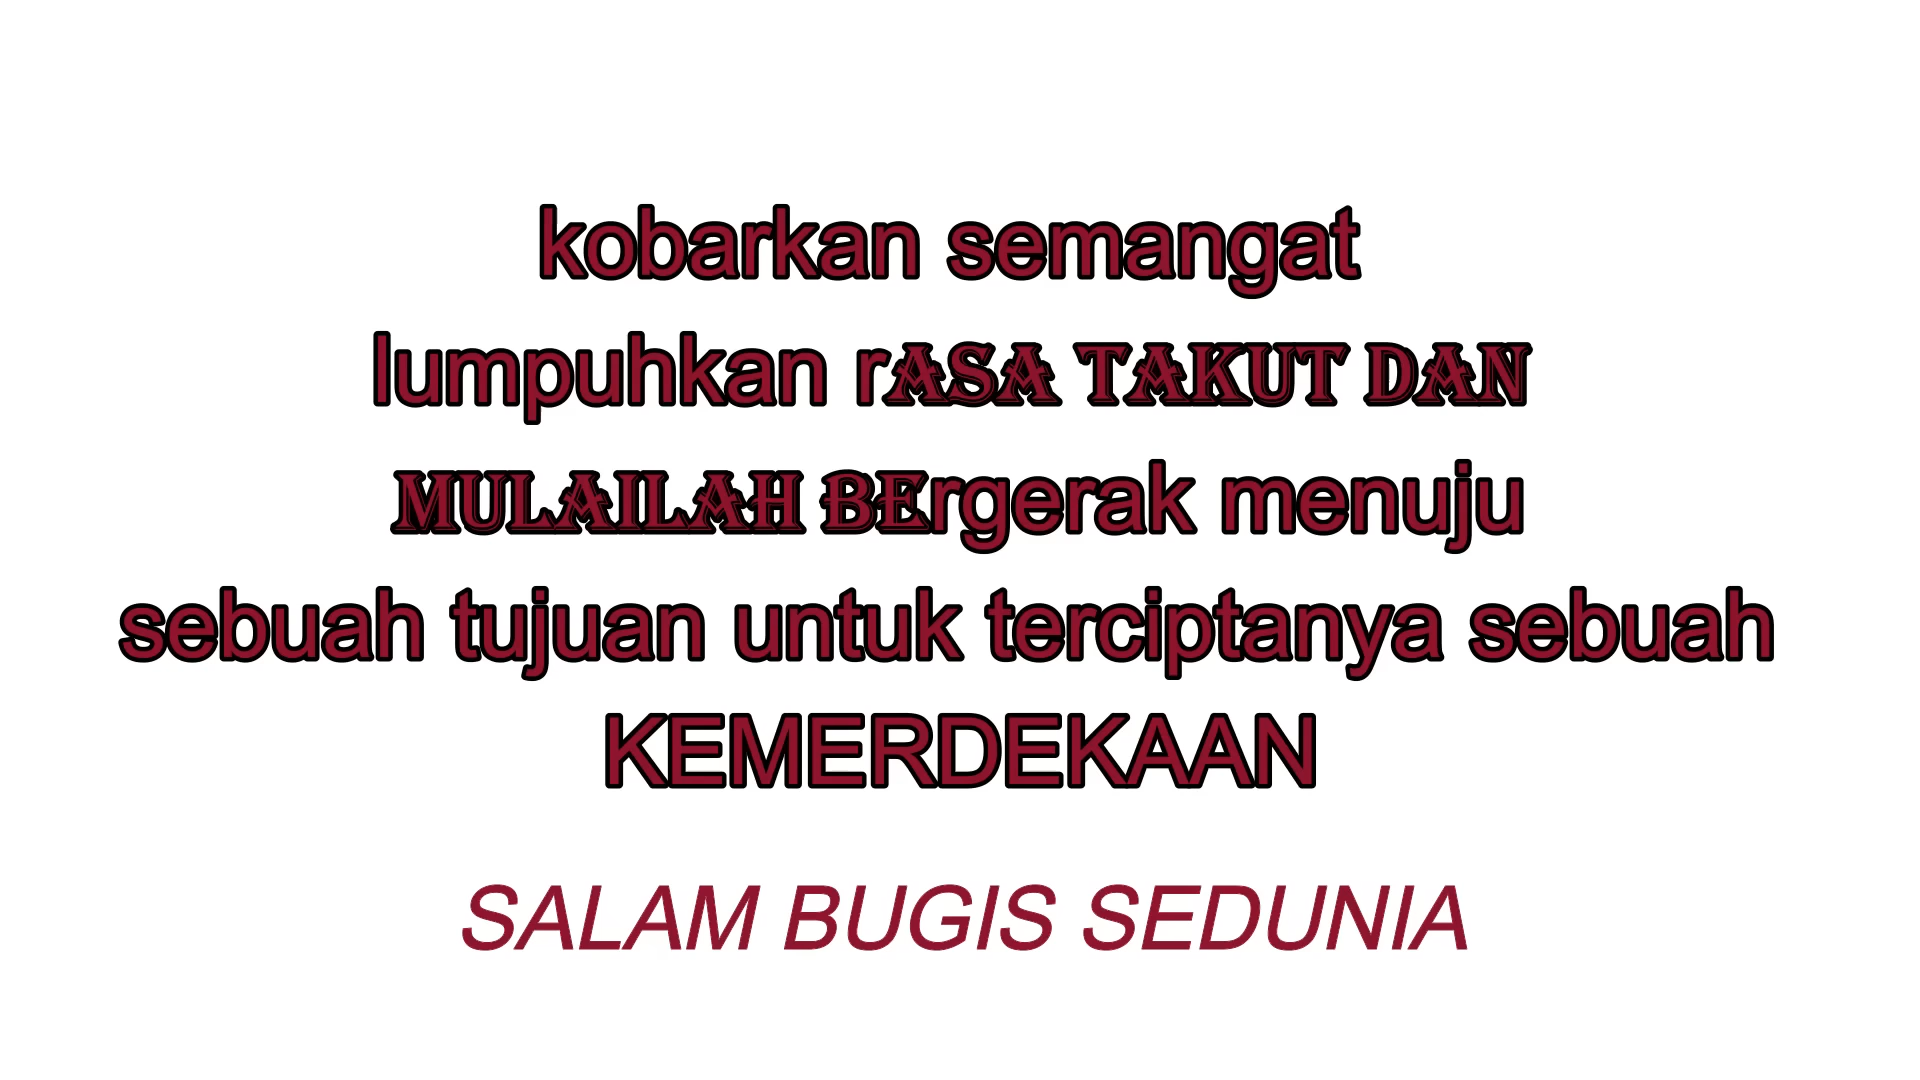 kobarkan semangat
lumpuhkan rASA TAKUT DAN
MULAILAH BErgerak menuju
sebuah tujuan untuk terciptanya sebuah
KEMERDEKAAN
SALAM BUGIS SEDUNIA